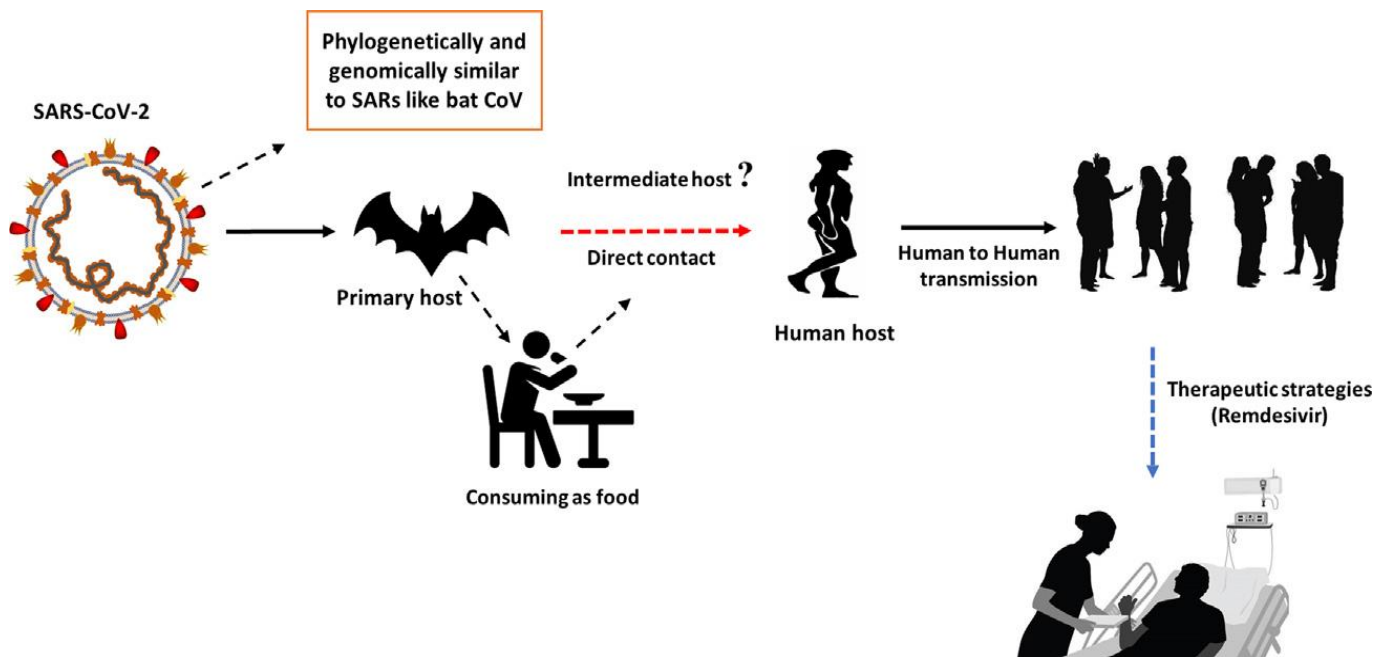 Phylogenetically and
genomically similar
to SARs like bat CoV
SARS-CoV-2
Intermediate host ?
Direct contact
Primary host
Human host
Human to Human
transmission
Consuming as food
Therapeutic strategies
(Remdesivir)